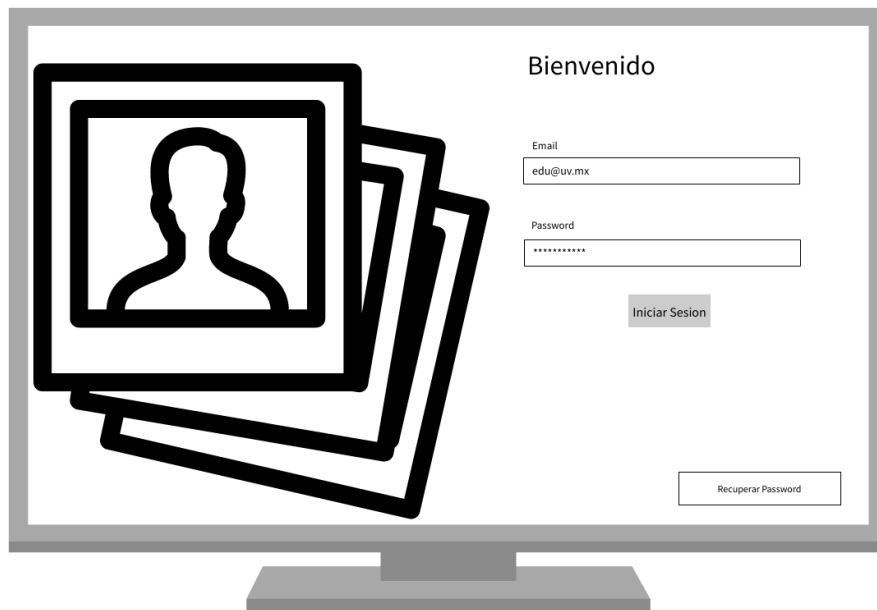 Bienvenido
Email
edu@uv.mx
Password
***********
Iniciar Sesion
Recuperar Password